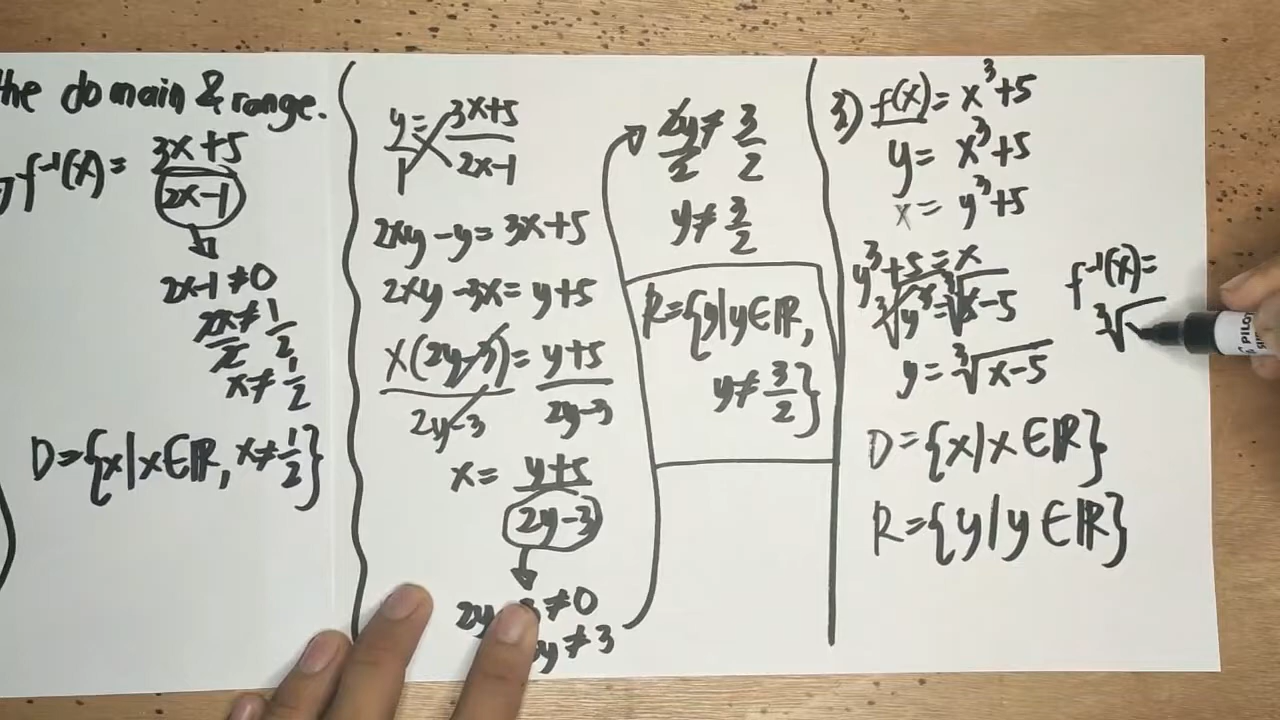 the domain & range.
f⁻¹(x) = 3x+5
2x-1
2x-1 ≠ 0
2x/2 ≠ 1/2
x ≠ 1/2
D = {x|x∈ℝ, x ≠ 1/2}
y/1 = 3x+5/2x-1
2xy - y = 3x+5
2xy - 3x = y+5
x(2y-3)/2y-3 = y+5/2y-3
x = y+5
2y-3
≠ 0
y ≠ 3
2y/2 ≠ 3/2
y ≠ 3/2
R = {y|y∈ℝ,
y ≠ 3/2}
f(x) = x³+5
y = x³+5
x = y³+5
y³+5 = x
∛y³ = ∛x-5
y = ∛x-5
D = {x|x∈ℝ}
R = {y|y∈ℝ}
f⁻¹(x) =
∛
PILOT